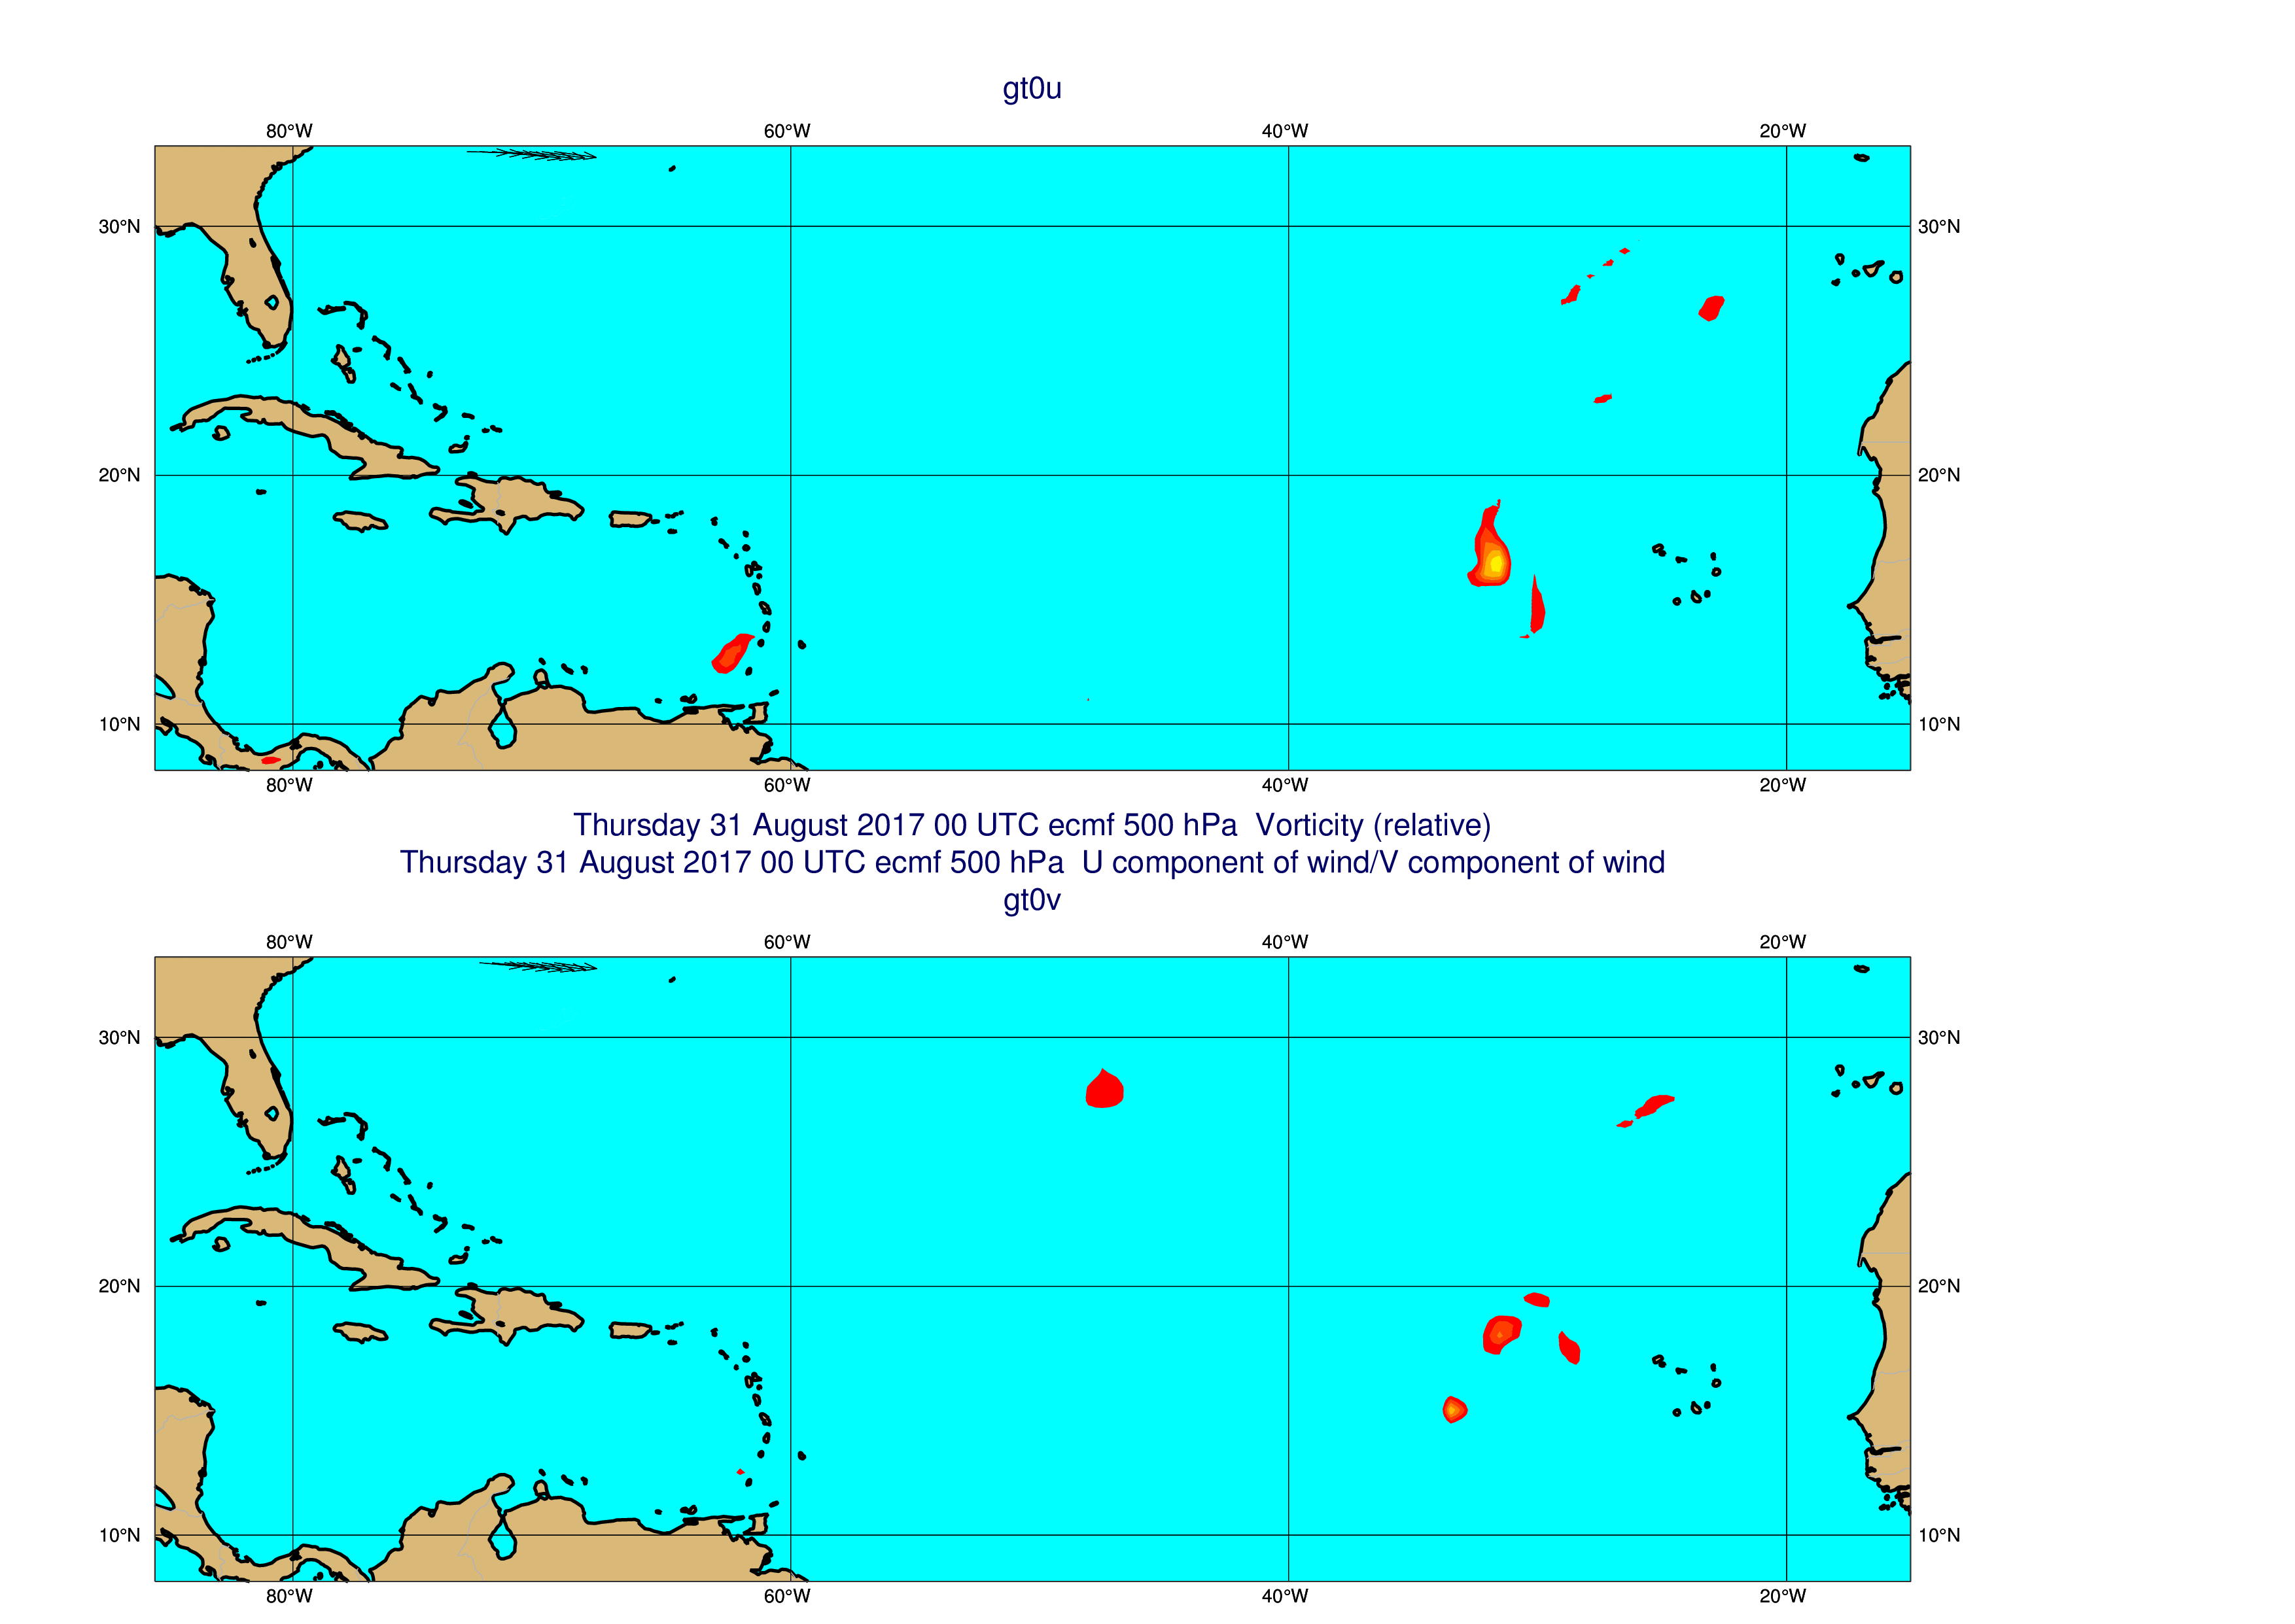 gt0u
80°W 60°W 40°W 20°W
30°N 30°N
20°N 20°N
10°N 10°N
80°W 60°W 40°W 20°W
Thursday 31 August 2017 00 UTC ecmf 500 hPa  Vorticity (relative)
Thursday 31 August 2017 00 UTC ecmf 500 hPa  U component of wind/V component of wind
gt0v
80°W 60°W 40°W 20°W
30°N 30°N
20°N 20°N
10°N 10°N
80°W 60°W 40°W 20°W